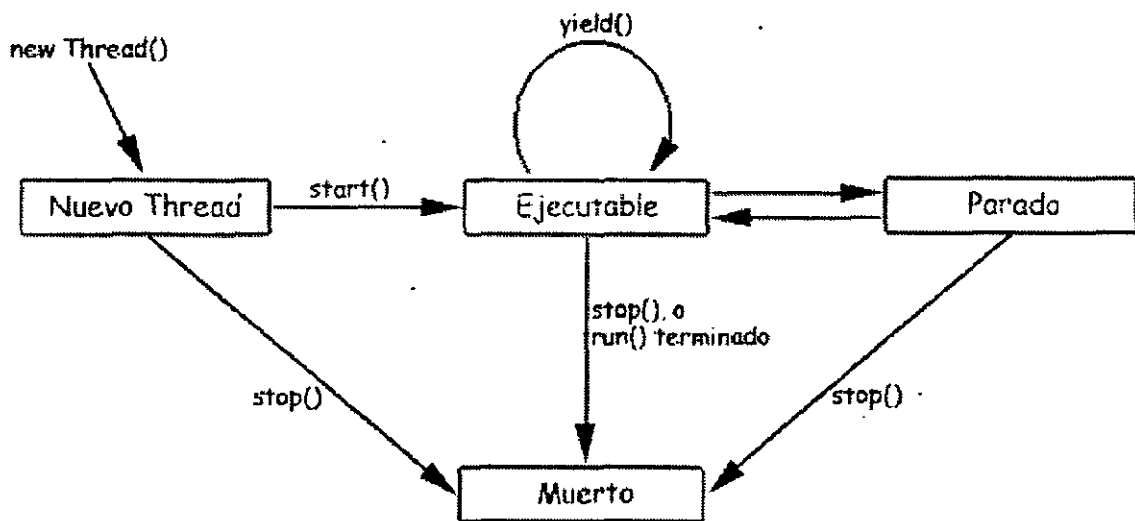 yield()
new Thread()
Nuevo Thread
start()
Ejecutable
Parado
stop(), o
run() terminado
stop()
stop()
Muerto